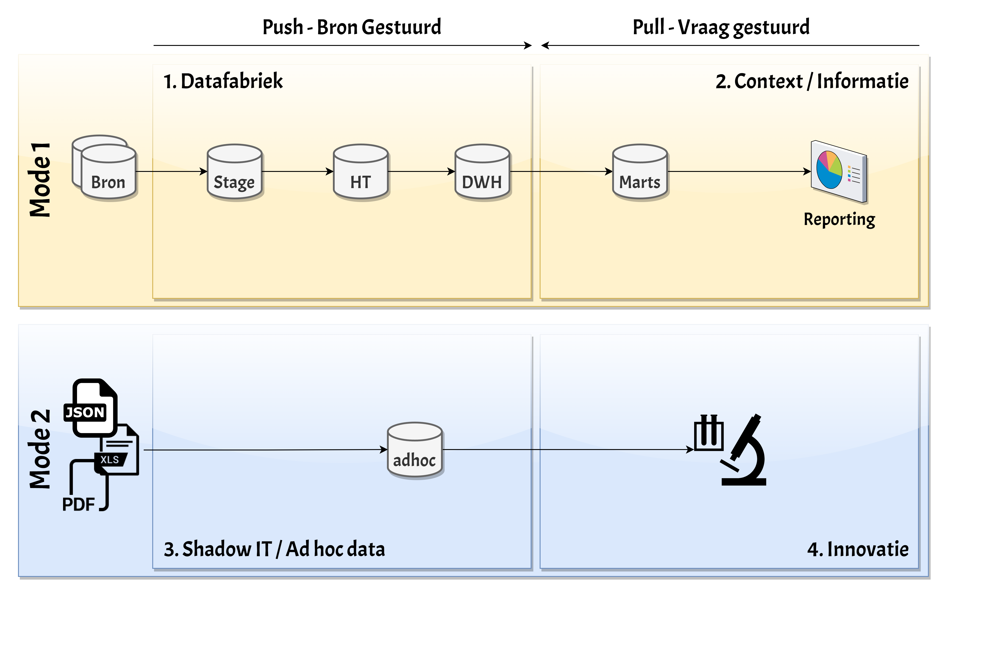 Push - Bron Gestuurd
Pull - Vraag gestuurd
Mode 1
1. Datafabriek
2. Context / Informatie
Bron
Stage
HT
DWH
Marts
Reporting
Mode 2
JSON
XLS
PDF
adhoc
3. Shadow IT / Ad hoc data
4. Innovatie